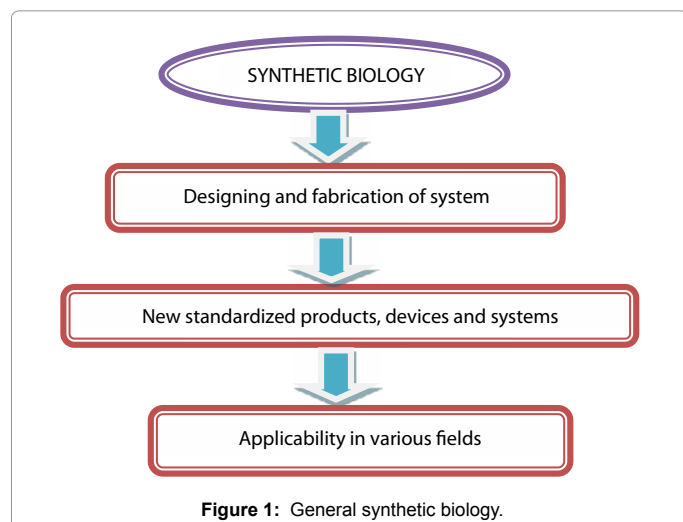 SYNTHETIC BIOLOGY
Designing and fabrication of system
New standardized products, devices and systems
Applicability in various fields
Figure 1: General synthetic biology.